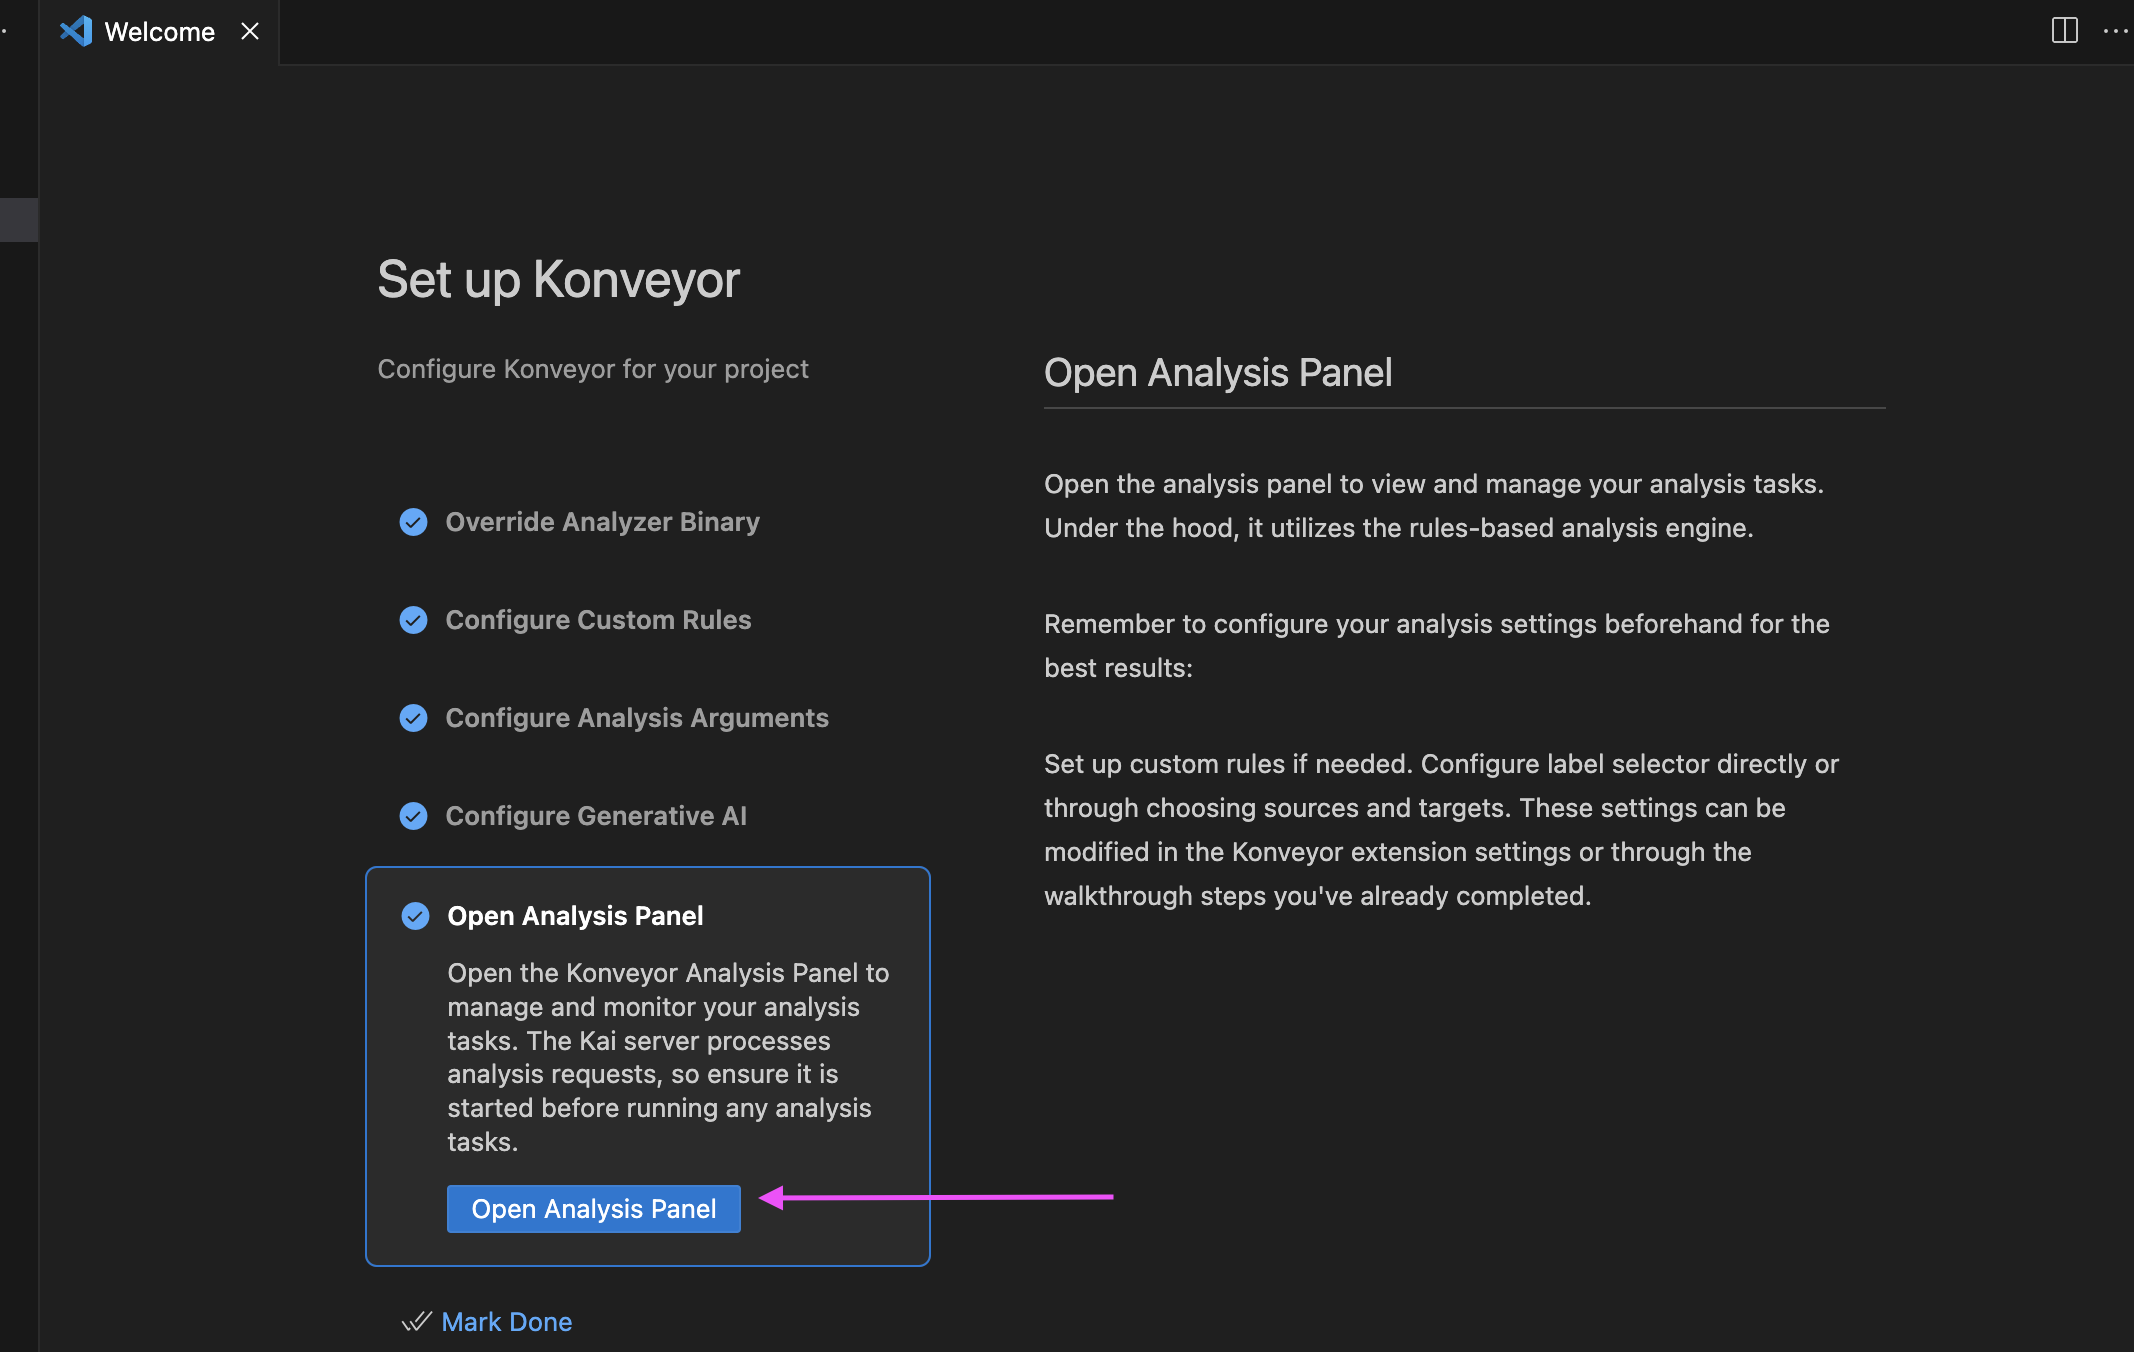 Welcome
Set up Konveyor
Configure Konveyor for your project
Override Analyzer Binary
Configure Custom Rules
Configure Analysis Arguments
Configure Generative AI
Open Analysis Panel
Open the Konveyor Analysis Panel to
manage and monitor your analysis
tasks. The Kai server processes
analysis requests, so ensure it is
started before running any analysis
tasks.
Open Analysis Panel
Mark Done
Open Analysis Panel
Open the analysis panel to view and manage your analysis tasks.
Under the hood, it utilizes the rules-based analysis engine.
Remember to configure your analysis settings beforehand for the
best results:
Set up custom rules if needed. Configure label selector directly or
through choosing sources and targets. These settings can be
modified in the Konveyor extension settings or through the
walkthrough steps you've already completed.